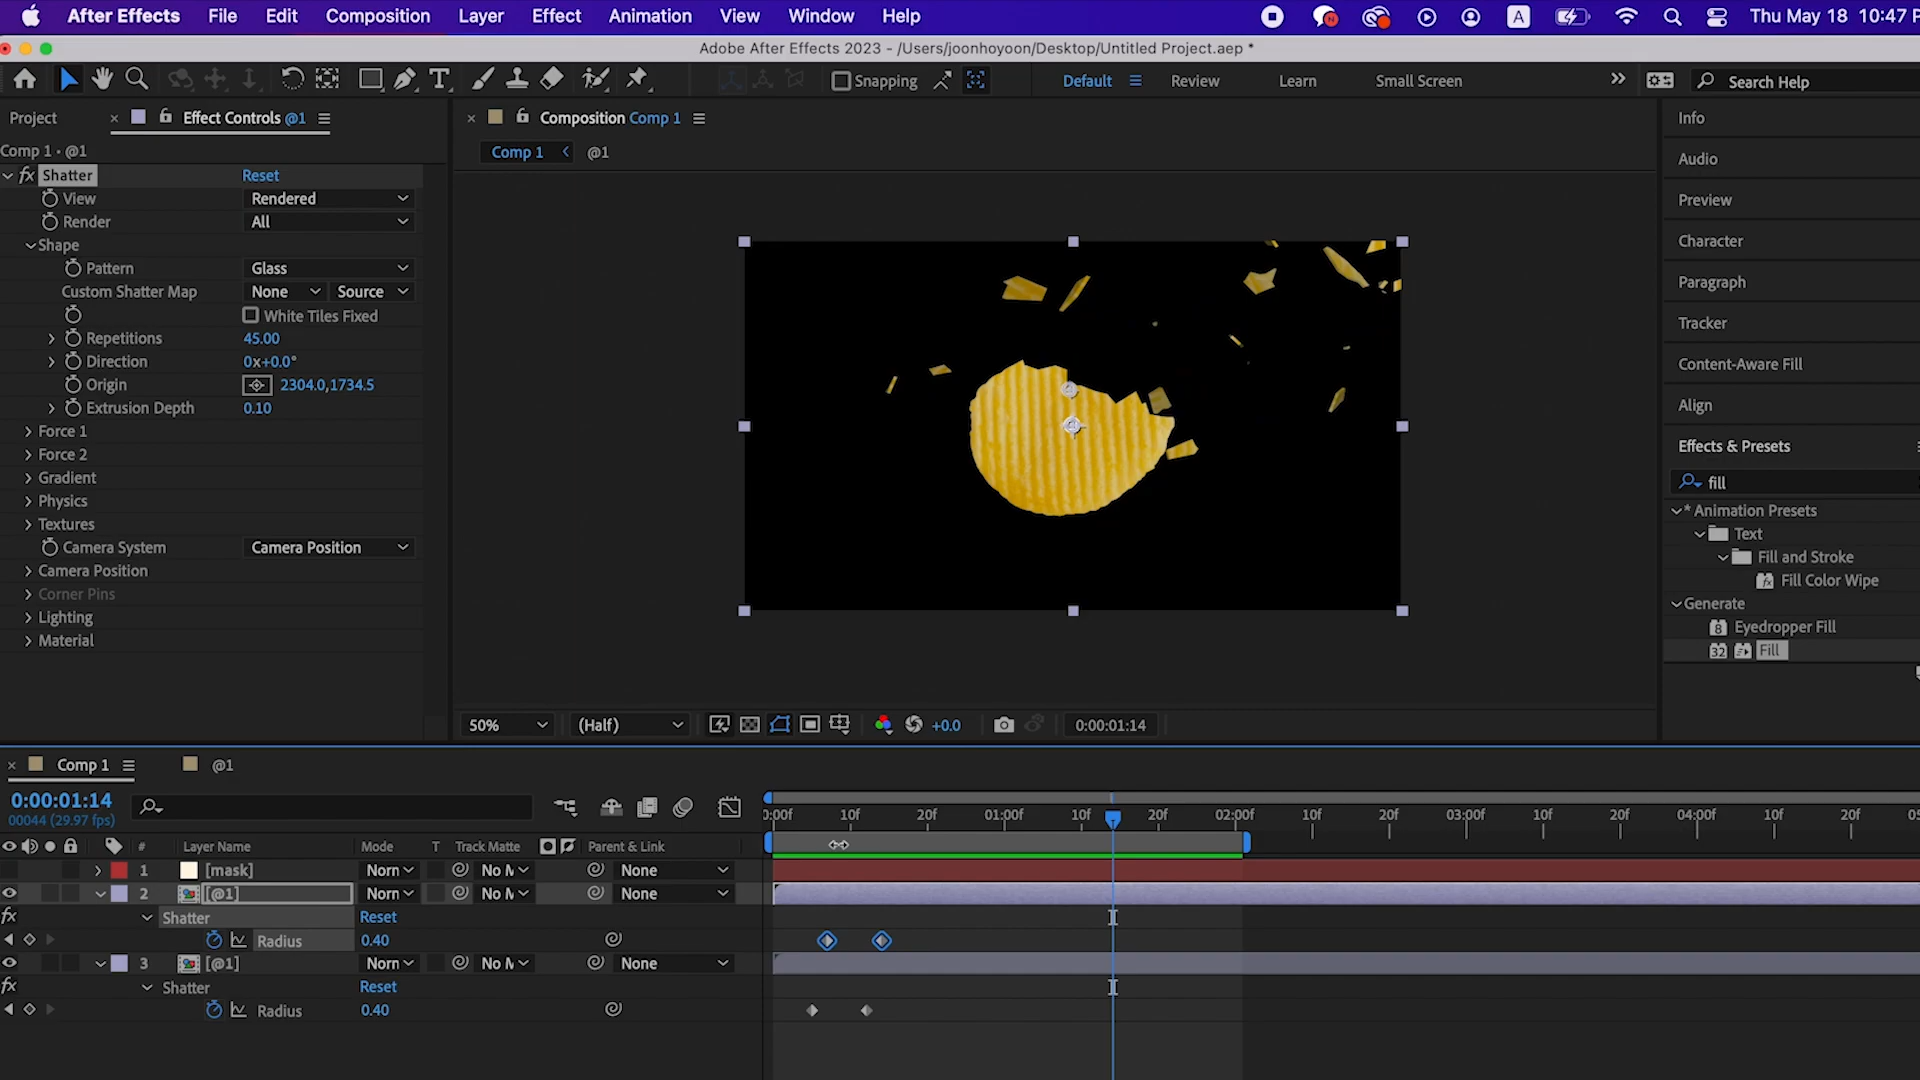 After Effects File Edit Composition Layer Effect Animation View Window Help A Thu May 18 10:47 P
Adobe After Effects 2023 - /Users/joonhoyoon/Desktop/Untitled Project.aep *
T Snapping Default Review Learn Small Screen Search Help
Project Effect Controls @1
Comp 1 • @1
fx Shatter Reset
View Rendered
Render All
Shape
Pattern Glass
Custom Shatter Map None Source
White Tiles Fixed
Repetitions 45.00
Direction 0x+0.0°
Origin 2304.0,1734.5
Extrusion Depth 0.10
Force 1
Force 2
Gradient
Physics
Textures
Camera System Camera Position
Camera Position
Corner Pins
Lighting
Material
Composition Comp 1
Comp 1 @1
50% (Half) +0.0 0:00:01:14
Info
Audio
Preview
Character
Paragraph
Tracker
Content-Aware Fill
Align
Effects & Presets
fill
* Animation Presets
Text
Fill and Stroke
Fill Color Wipe
Generate
8 Eyedropper Fill
32 Fill
Comp 1 @1
0:00:01:14
00044 (29.97 fps)
0:00f 10f 20f 01:00f 10f 20f 02:00f 10f 20f 03:00f 10f 20f 04:00f 10f 20f 05
# Layer Name Mode T Track Matte Parent & Link
1 [mask] Norn No M None
2 [@1] Norn No M None
fx Shatter Reset
Radius 0.40
3 [@1] Norn No M None
fx Shatter Reset
Radius 0.40